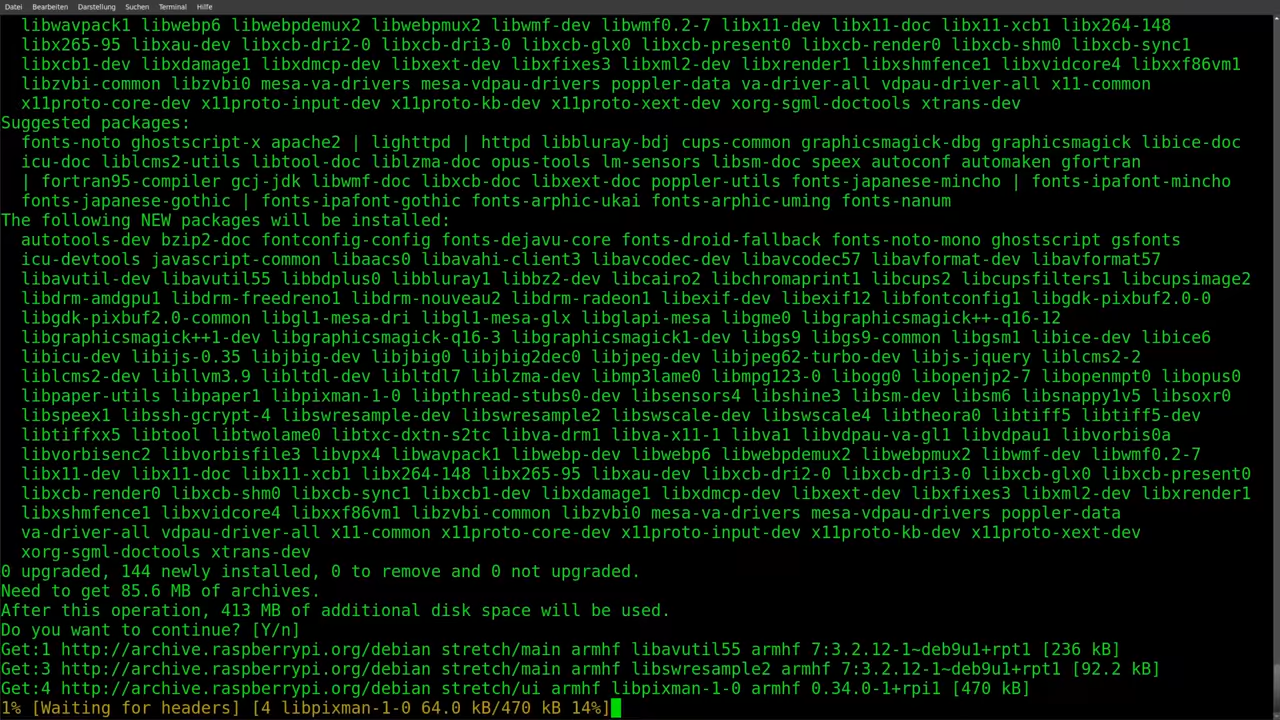 Datei Bearbeiten Darstellung Suchen Terminal Hilfe
libwavpack1 libwebp6 libwebpdemux2 libwebpmux2 libwmf-dev libwmf0.2-7 libx11-dev libx11-doc libx11-xcb1 libx264-148
libx265-95 libxau-dev libxcb-dri2-0 libxcb-dri3-0 libxcb-glx0 libxcb-present0 libxcb-render0 libxcb-shm0 libxcb-sync1
libxcb1-dev libxdamage1 libxdmcp-dev libxext-dev libxfixes3 libxml2-dev libxrender1 libxshmfence1 libxvidcore4 libxxf86vm1
libzvbi-common libzvbi0 mesa-va-drivers mesa-vdpau-drivers poppler-data va-driver-all vdpau-driver-all x11-common
x11proto-core-dev x11proto-input-dev x11proto-kb-dev x11proto-xext-dev xorg-sgml-doctools xtrans-dev
Suggested packages:
fonts-noto ghostscript-x apache2 | lighttpd | httpd libbluray-bdj cups-common graphicsmagick-dbg graphicsmagick libice-doc
icu-doc liblcms2-utils libtool-doc liblzma-doc opus-tools lm-sensors libsm-doc speex autoconf automaken gfortran
| fortran95-compiler gcj-jdk libwmf-doc libxcb-doc libxext-doc poppler-utils fonts-japanese-mincho | fonts-ipafont-mincho
fonts-japanese-gothic | fonts-ipafont-gothic fonts-arphic-ukai fonts-arphic-uming fonts-nanum
The following NEW packages will be installed:
autotools-dev bzip2-doc fontconfig-config fonts-dejavu-core fonts-droid-fallback fonts-noto-mono ghostscript gsfonts
icu-devtools javascript-common libaacs0 libavahi-client3 libavcodec-dev libavcodec57 libavformat-dev libavformat57
libavutil-dev libavutil55 libbdplus0 libbluray1 libbz2-dev libcairo2 libchromaprint1 libcups2 libcupsfilters1 libcupsimage2
libdrm-amdgpu1 libdrm-freedreno1 libdrm-nouveau2 libdrm-radeon1 libexif-dev libexif12 libfontconfig1 libgdk-pixbuf2.0-0
libgdk-pixbuf2.0-common libgl1-mesa-dri libgl1-mesa-glx libglapi-mesa libgme0 libgraphicsmagick++-q16-12
libgraphicsmagick++1-dev libgraphicsmagick-q16-3 libgraphicsmagick1-dev libgs9 libgs9-common libgsm1 libice-dev libice6
libicu-dev libijs-0.35 libjbig-dev libjbig0 libjbig2dec0 libjpeg-dev libjpeg62-turbo-dev libjs-jquery liblcms2-2
liblcms2-dev libllvm3.9 libltdl-dev libltdl7 liblzma-dev libmp3lame0 libmpg123-0 libogg0 libopenjp2-7 libopenmpt0 libopus0
libpaper-utils libpaper1 libpixman-1-0 libpthread-stubs0-dev libsensors4 libshine3 libsm-dev libsm6 libsnappy1v5 libsoxr0
libspeex1 libssh-gcrypt-4 libswresample-dev libswresample2 libswscale-dev libswscale4 libtheora0 libtiff5 libtiff5-dev
libtiffxx5 libtool libtwolame0 libtxc-dxtn-s2tc libva-drm1 libva-x11-1 libva1 libvdpau-va-gl1 libvdpau1 libvorbis0a
libvorbisenc2 libvorbisfile3 libvpx4 libwavpack1 libwebp-dev libwebp6 libwebpdemux2 libwebpmux2 libwmf-dev libwmf0.2-7
libx11-dev libx11-doc libx11-xcb1 libx264-148 libx265-95 libxau-dev libxcb-dri2-0 libxcb-dri3-0 libxcb-glx0 libxcb-present0
libxcb-render0 libxcb-shm0 libxcb-sync1 libxcb1-dev libxdamage1 libxdmcp-dev libxext-dev libxfixes3 libxml2-dev libxrender1
libxshmfence1 libxvidcore4 libxxf86vm1 libzvbi-common libzvbi0 mesa-va-drivers mesa-vdpau-drivers poppler-data
va-driver-all vdpau-driver-all x11-common x11proto-core-dev x11proto-input-dev x11proto-kb-dev x11proto-xext-dev
xorg-sgml-doctools xtrans-dev
0 upgraded, 144 newly installed, 0 to remove and 0 not upgraded.
Need to get 85.6 MB of archives.
After this operation, 413 MB of additional disk space will be used.
Do you want to continue? [Y/n]
Get:1 http://archive.raspberrypi.org/debian stretch/main armhf libavutil55 armhf 7:3.2.12-1~deb9u1+rpt1 [236 kB]
Get:3 http://archive.raspberrypi.org/debian stretch/main armhf libswresample2 armhf 7:3.2.12-1~deb9u1+rpt1 [92.2 kB]
Get:4 http://archive.raspberrypi.org/debian stretch/ui armhf libpixman-1-0 armhf 0.34.0-1+rpi1 [470 kB]
1% [Waiting for headers] [4 libpixman-1-0 64.0 kB/470 kB 14%]